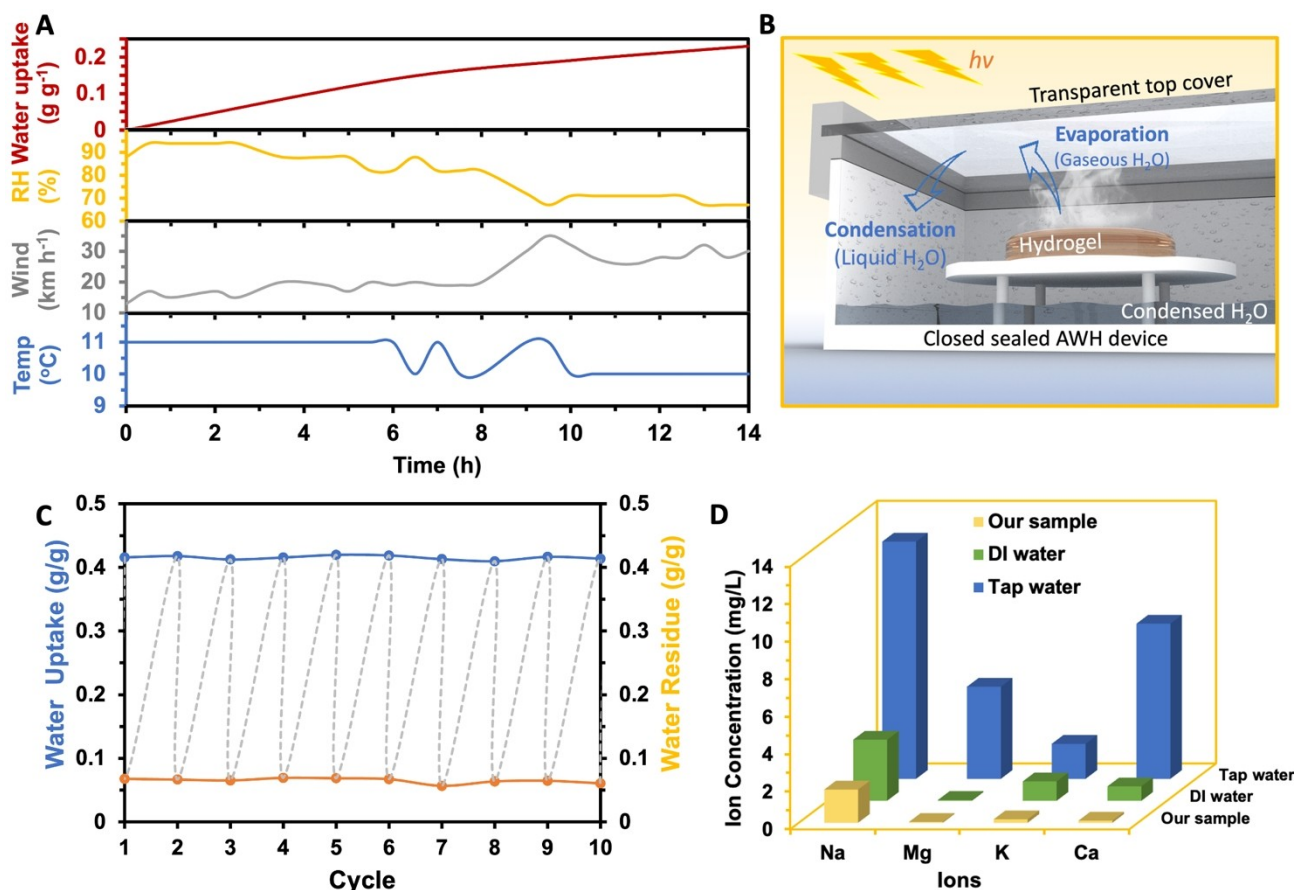 A
Water uptake
(g g⁻¹)
0.2
0.1
0
RH
(%)
90
80
70
60
Wind
(km h⁻¹)
30
20
10
Temp
(ºC)
11
10
9
0 2 4 6 8 10 12 14
Time (h)
B
hv
Transparent top cover
Evaporation
(Gaseous H₂O)
Condensation
(Liquid H₂O)
Hydrogel
Condensed H₂O
Closed sealed AWH device
C
Water Uptake (g/g)
0.5
0.4
0.3
0.2
0.1
0
0.5
0.4
0.3
0.2
0.1
0
Water Residue (g/g)
1 2 3 4 5 6 7 8 9 10
Cycle
D
Ion Concentration (mg/L)
14
12
10
8
6
4
2
0
Our sample
DI water
Tap water
Tap water
DI water
Our sample
Na Mg K Ca
Ions